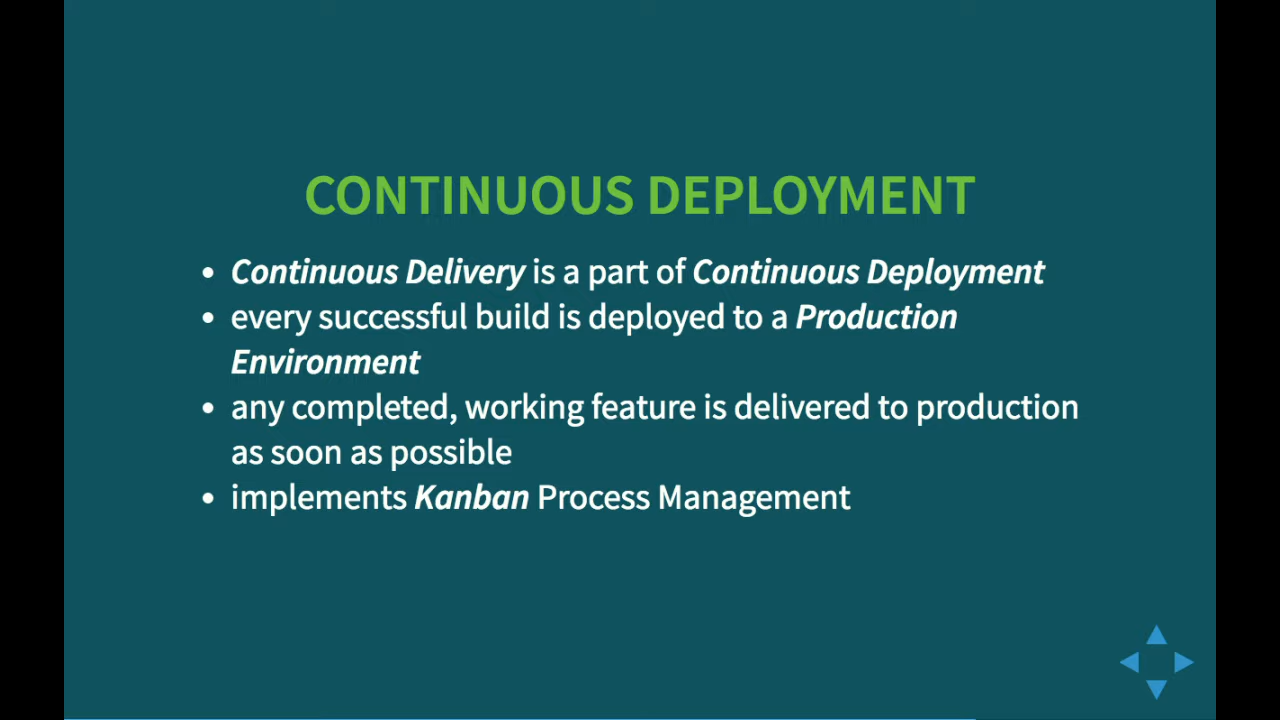 CONTINUOUS DEPLOYMENT
• Continuous Delivery is a part of Continuous Deployment
• every successful build is deployed to a Production
Environment
• any completed, working feature is delivered to production
as soon as possible
• implements Kanban Process Management